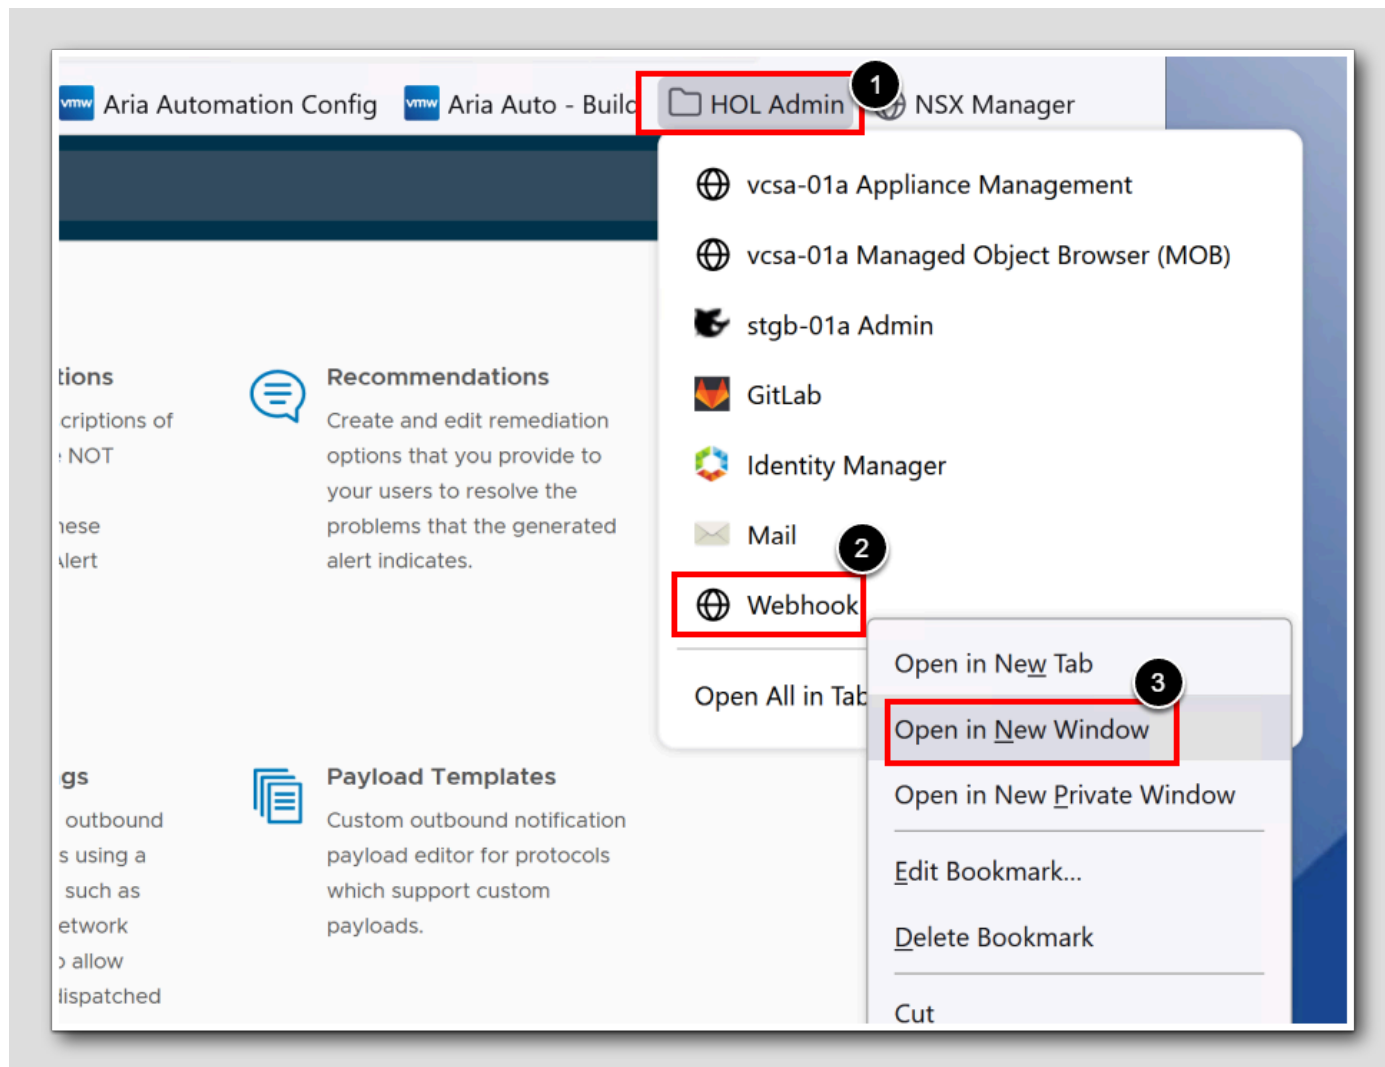 vmw Aria Automation Config vmw Aria Auto - Build HOL Admin 1 NSX Manager
vcsa-01a Appliance Management
vcsa-01a Managed Object Browser (MOB)
stgb-01a Admin
GitLab
Identity Manager
Mail
2
Webhook
Open All in Tab
Open in New Tab
3
Open in New Window
Open in New Private Window
Edit Bookmark...
Delete Bookmark
Cut
tions
criptions of
NOT
nese
Alert
Recommendations
Create and edit remediation
options that you provide to
your users to resolve the
problems that the generated
alert indicates.
gs
outbound
s using a
such as
etwork
allow
dispatched
Payload Templates
Custom outbound notification
payload editor for protocols
which support custom
payloads.